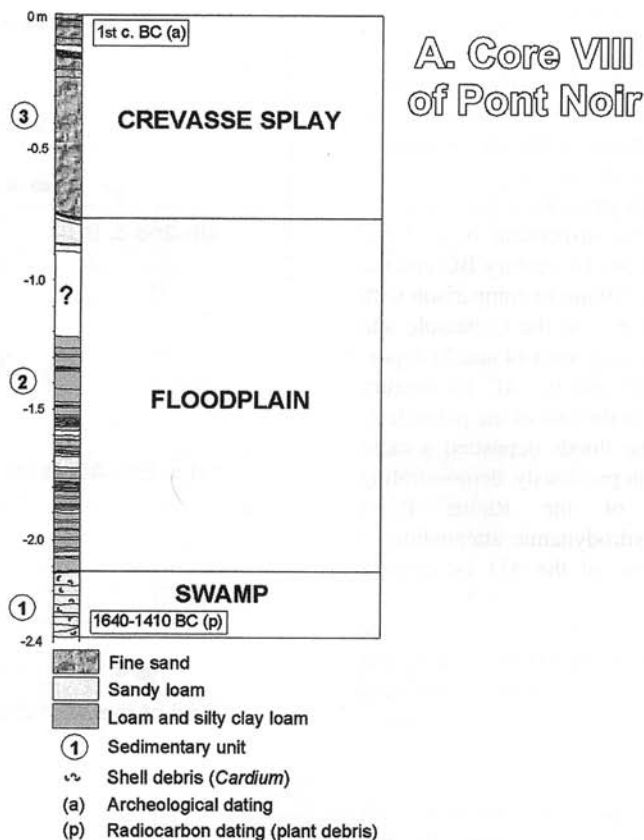 A. Core VIII
of Pont Noir
0 m
1st c. BC (a)
3
CREVASSE SPLAY
-0.5
-1.0
?
2
FLOODPLAIN
-1.5
-2.0
SWAMP
1
1640-1410 BC (p)
-2.4
Fine sand
Sandy loam
Loam and silty clay loam
1 Sedimentary unit
Shell debris (Cardium)
(a) Archeological dating
(p) Radiocarbon dating (plant debris)